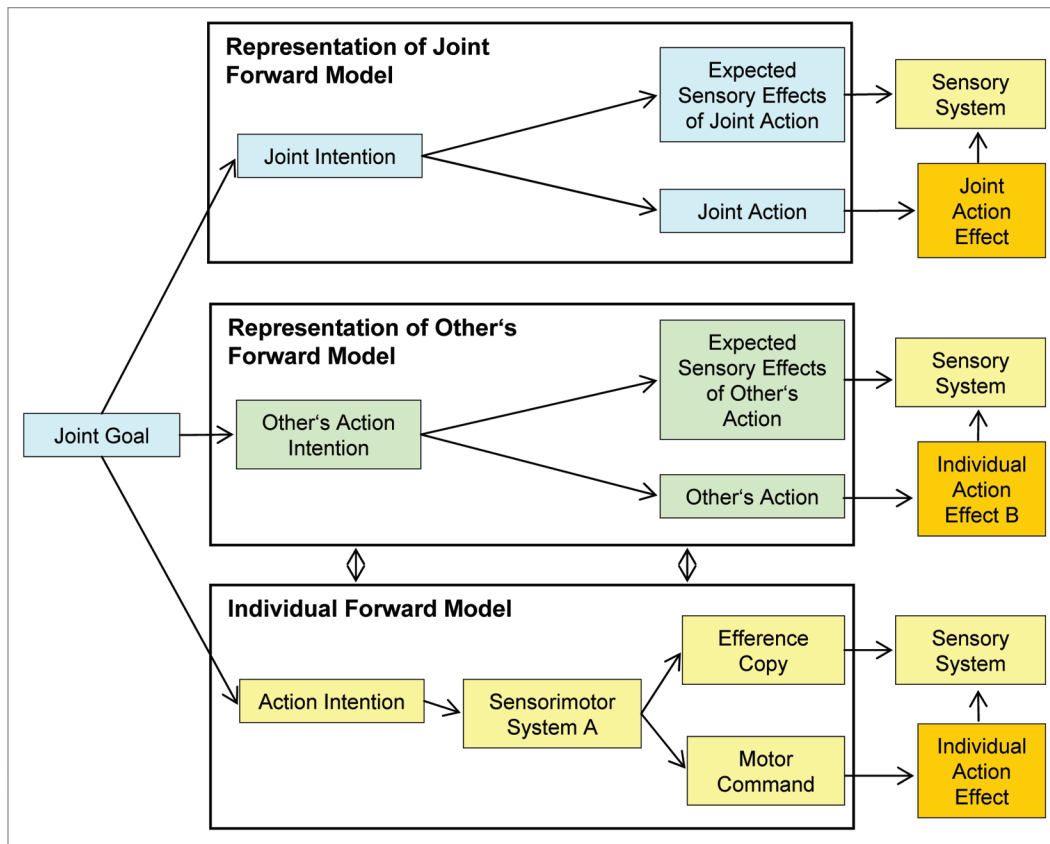 Representation of Joint
Forward Model
Joint Intention
Expected
Sensory Effects
of Joint Action
Joint Action
Sensory
System
Joint
Action
Effect
Joint Goal
Representation of Other‘s
Forward Model
Other‘s Action
Intention
Expected
Sensory Effects
of Other‘s
Action
Other‘s Action
Sensory
System
Individual
Action
Effect B
Individual Forward Model
Action Intention
Sensorimotor
System A
Efference
Copy
Motor
Command
Sensory
System
Individual
Action
Effect